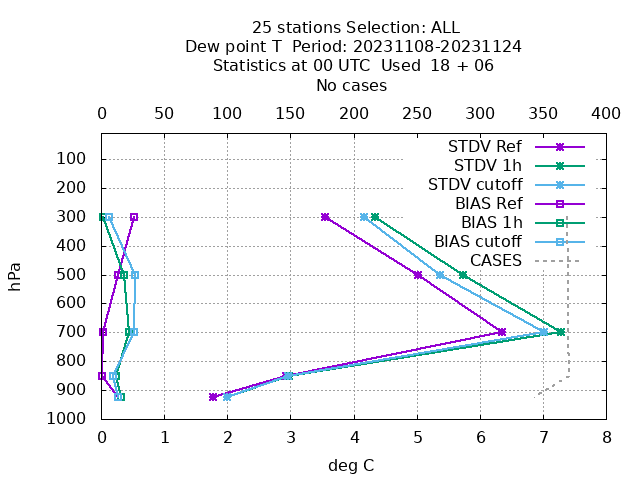 25 stations Selection: ALL
Dew point T  Period: 20231108-20231124
Statistics at 00 UTC  Used  18 + 06
No cases
0 50 100 150 200 250 300 350 400
STDV Ref
STDV 1h
STDV cutoff
BIAS Ref
BIAS 1h
BIAS cutoff
CASES
100
200
300
400
500
600
700
800
900
1000
hPa
0 1 2 3 4 5 6 7 8
deg C